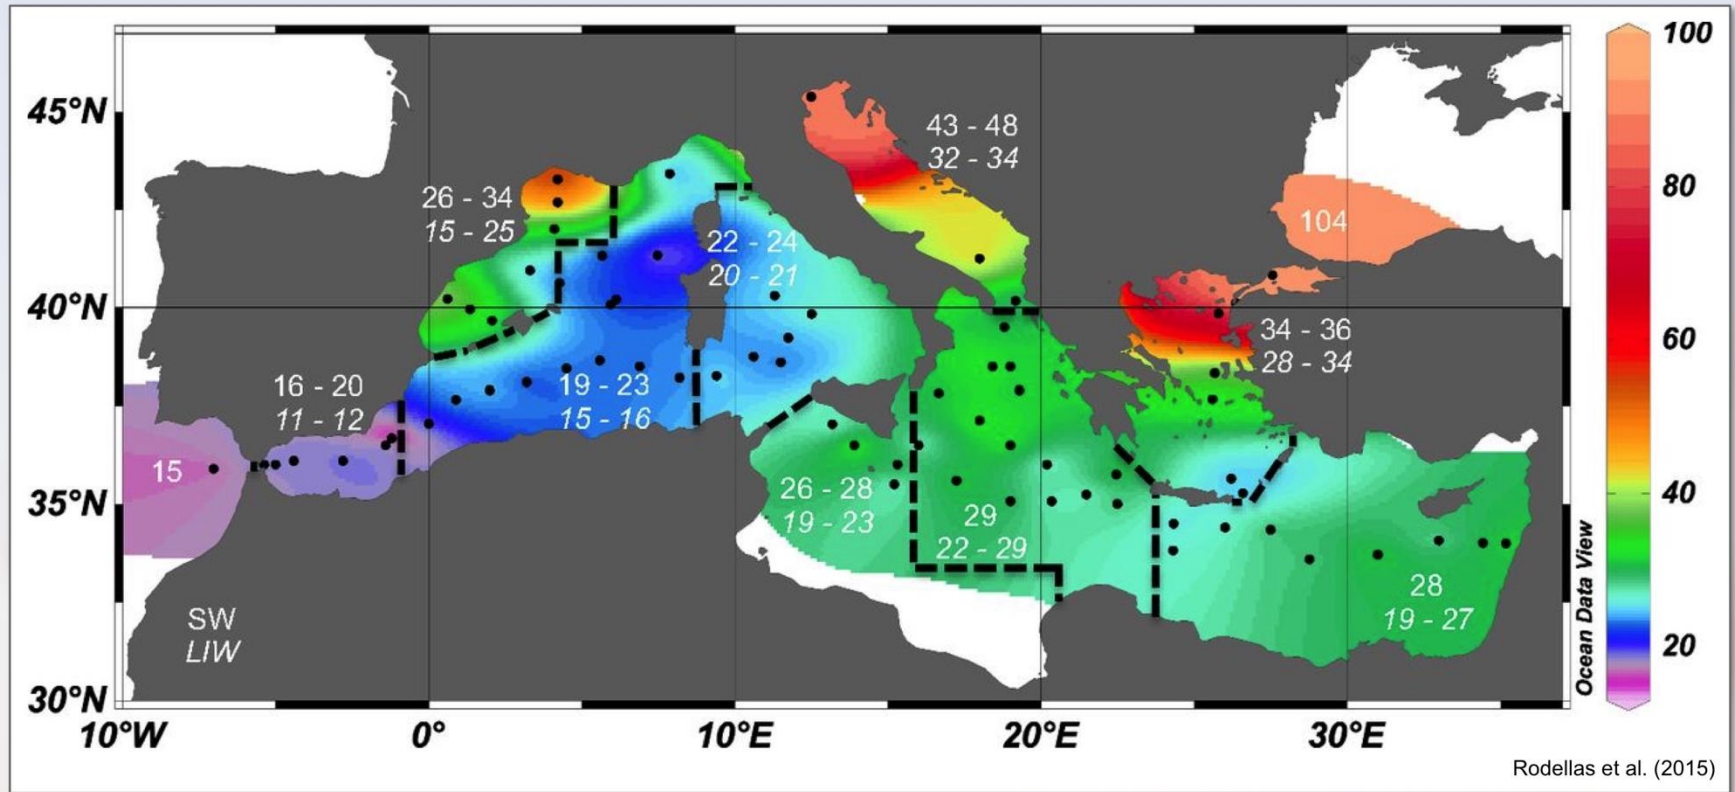 100
45°N
43 - 48
32 - 34
80
26 - 34
15 - 25
104
22 - 24
20 - 21
40°N
34 - 36
28 - 34
60
16 - 20
11 - 12
19 - 23
15 - 16
15
26 - 28
19 - 23
29
22 - 29
40
35°N
28
19 - 27
SW
LIW
20
Ocean Data View
30°N
10°W 0° 10°E 20°E 30°E
Rodellas et al. (2015)